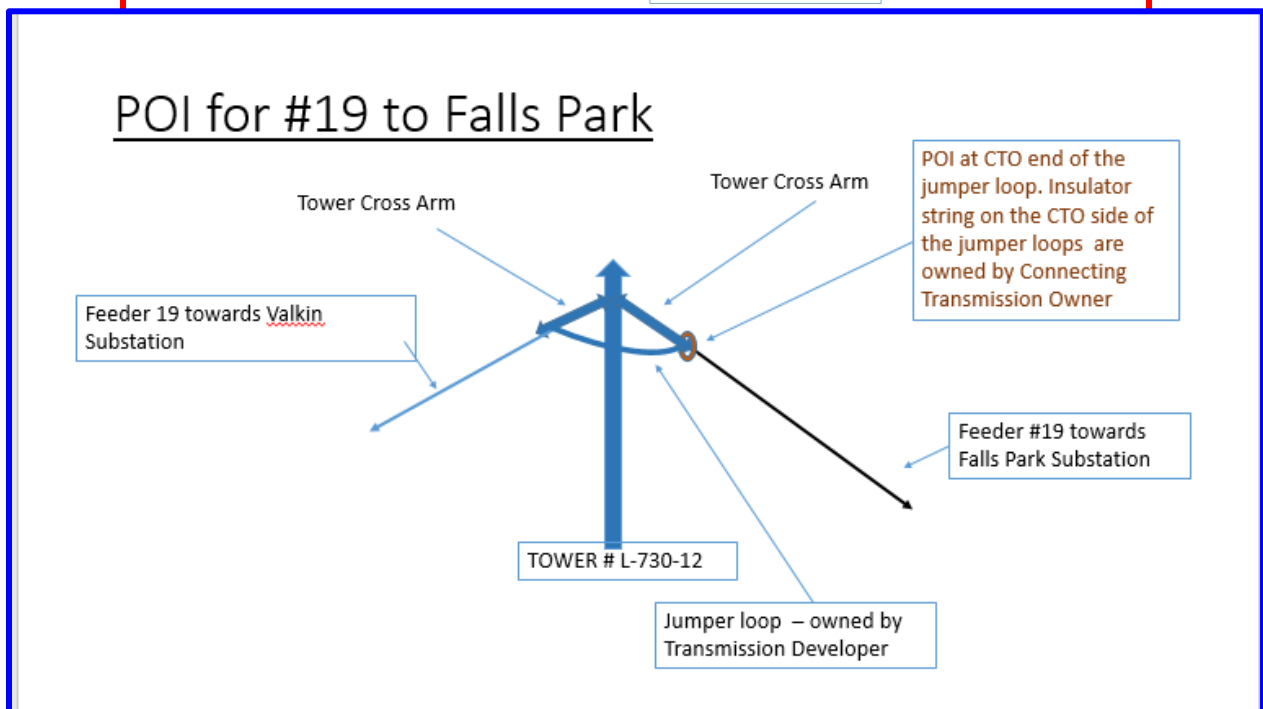 POI for #19 to Falls Park
Tower Cross Arm
Tower Cross Arm
POI at CTO end of the
jumper loop. Insulator
string on the CTO side of
the jumper loops  are
owned by Connecting
Transmission Owner
Feeder 19 towards Valkin
Substation
Feeder #19 towards
Falls Park Substation
TOWER # L-730-12
Jumper loop  – owned by
Transmission Developer